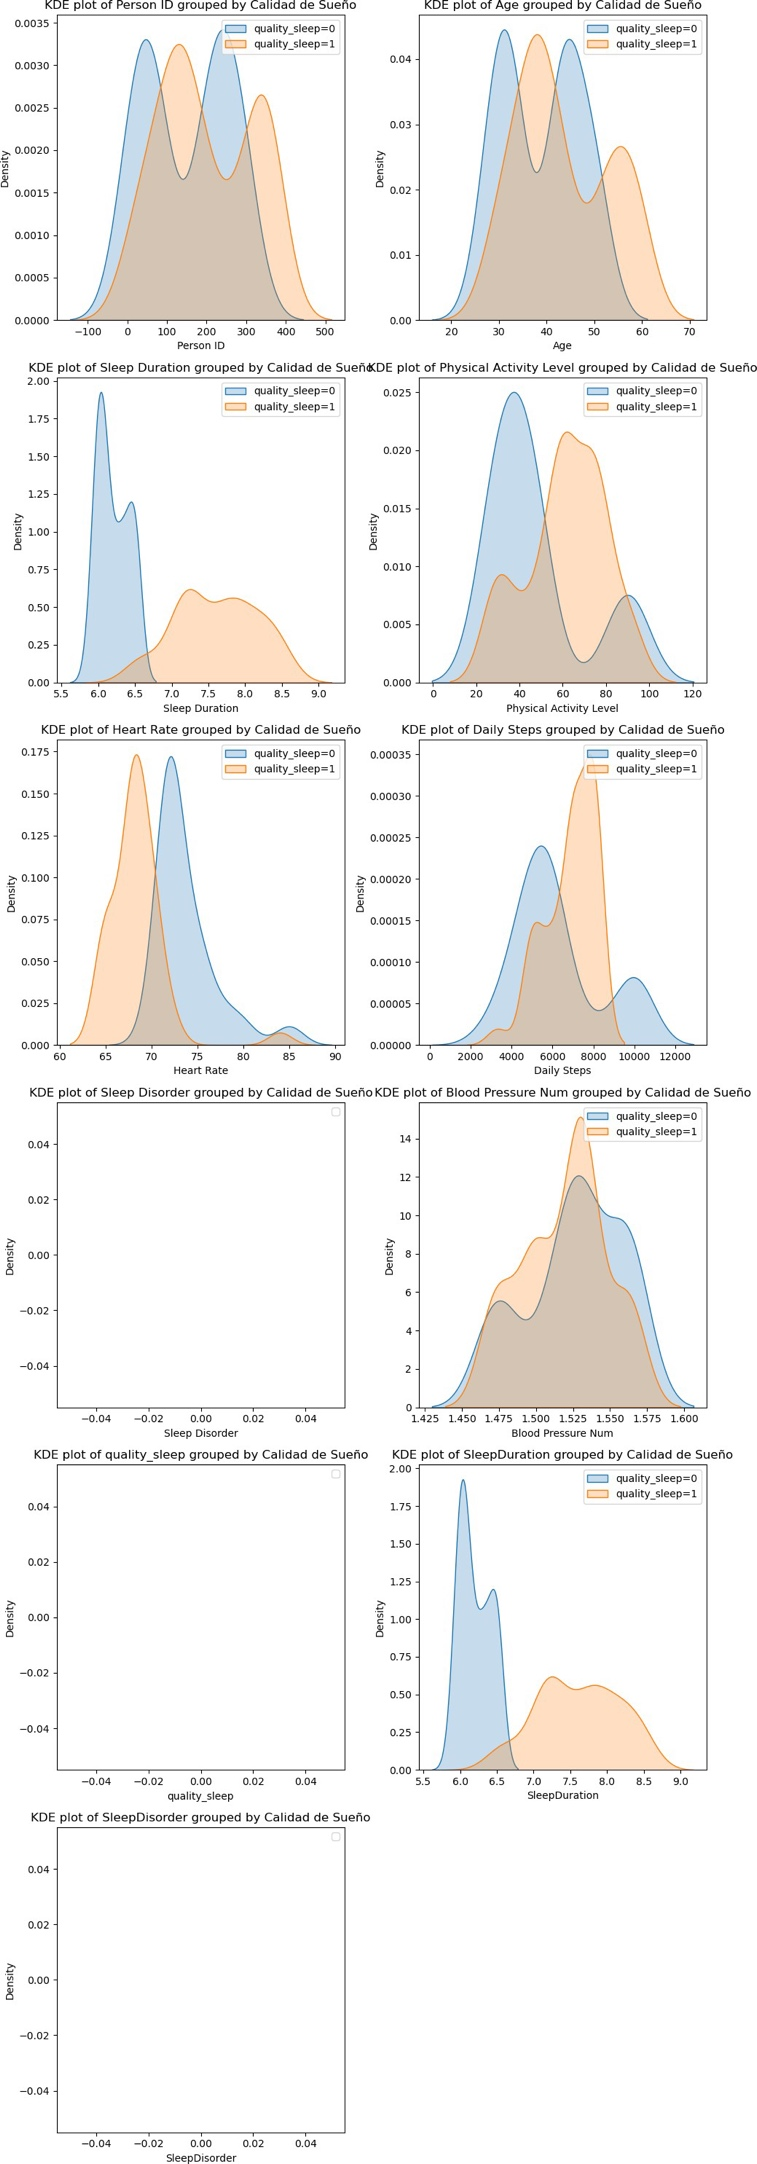 KDE plot of Person ID grouped by Calidad de Sueño
quality_sleep=0
quality_sleep=1
0.0035
0.0030
0.0025
0.0020
0.0015
0.0010
0.0005
0.0000
Density
−100 0 100 200 300 400 500
Person ID
KDE plot of Age grouped by Calidad de Sueño
quality_sleep=0
quality_sleep=1
0.04
0.03
0.02
0.01
0.00
Density
20 30 40 50 60 70
Age
KDE plot of Sleep Duration grouped by Calidad de Sueño
quality_sleep=0
quality_sleep=1
2.00
1.75
1.50
1.25
1.00
0.75
0.50
0.25
0.00
Density
5.5 6.0 6.5 7.0 7.5 8.0 8.5 9.0
Sleep Duration
KDE plot of Physical Activity Level grouped by Calidad de Sueño
quality_sleep=0
quality_sleep=1
0.025
0.020
0.015
0.010
0.005
0.000
Density
0 20 40 60 80 100 120
Physical Activity Level
KDE plot of Heart Rate grouped by Calidad de Sueño
quality_sleep=0
quality_sleep=1
0.175
0.150
0.125
0.100
0.075
0.050
0.025
0.000
Density
60 65 70 75 80 85 90
Heart Rate
KDE plot of Daily Steps grouped by Calidad de Sueño
quality_sleep=0
quality_sleep=1
0.00035
0.00030
0.00025
0.00020
0.00015
0.00010
0.00005
0.00000
Density
0 2000 4000 6000 8000 10000 12000
Daily Steps
KDE plot of Sleep Disorder grouped by Calidad de Sueño
0.04
0.02
0.00
−0.02
−0.04
Density
−0.04 −0.02 0.00 0.02 0.04
Sleep Disorder
KDE plot of Blood Pressure Num grouped by Calidad de Sueño
quality_sleep=0
quality_sleep=1
14
12
10
8
6
4
2
0
Density
1.425 1.450 1.475 1.500 1.525 1.550 1.575 1.600
Blood Pressure Num
KDE plot of quality_sleep grouped by Calidad de Sueño
0.04
0.02
0.00
−0.02
−0.04
Density
−0.04 −0.02 0.00 0.02 0.04
quality_sleep
KDE plot of SleepDuration grouped by Calidad de Sueño
quality_sleep=0
quality_sleep=1
2.00
1.75
1.50
1.25
1.00
0.75
0.50
0.25
0.00
Density
5.5 6.0 6.5 7.0 7.5 8.0 8.5 9.0
SleepDuration
KDE plot of SleepDisorder grouped by Calidad de Sueño
0.04
0.02
0.00
−0.02
−0.04
Density
−0.04 −0.02 0.00 0.02 0.04
SleepDisorder